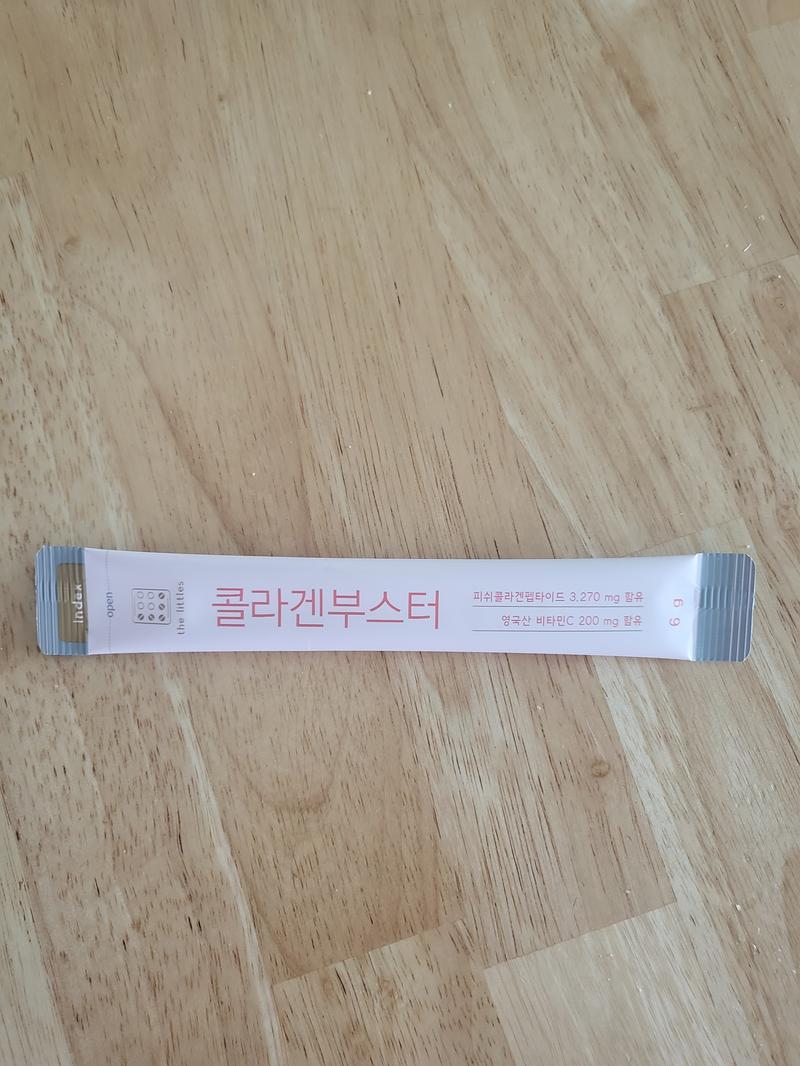 Index
open
the littles
콜라겐부스터
피쉬콜라겐펩타이드 3,270 mg 함유
영국산 비타민C 200 mg 함유
6 g